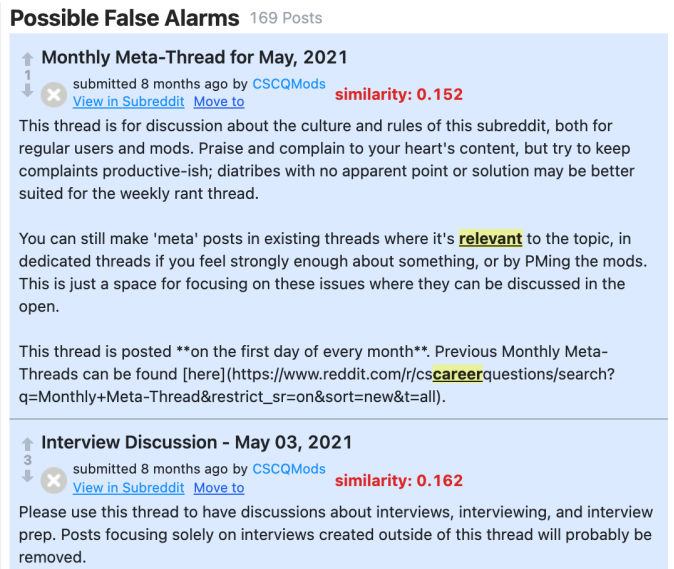 Possible False Alarms 169 Posts
Monthly Meta-Thread for May, 2021
1
submitted 8 months ago by CSCQMods
View in Subreddit Move to
similarity: 0.152
This thread is for discussion about the culture and rules of this subreddit, both for
regular users and mods. Praise and complain to your heart's content, but try to keep
complaints productive-ish; diatribes with no apparent point or solution may be better
suited for the weekly rant thread.
You can still make 'meta' posts in existing threads where it's relevant to the topic, in
dedicated threads if you feel strongly enough about something, or by PMing the mods.
This is just a space for focusing on these issues where they can be discussed in the
open.
This thread is posted **on the first day of every month**. Previous Monthly Meta-
Threads can be found [here](https://www.reddit.com/r/cscareerquestions/search?
q=Monthly+Meta-Thread&restrict_sr=on&sort=new&t=all).
Interview Discussion - May 03, 2021
3
submitted 8 months ago by CSCQMods
View in Subreddit Move to
similarity: 0.162
Please use this thread to have discussions about interviews, interviewing, and interview
prep. Posts focusing solely on interviews created outside of this thread will probably be
removed.